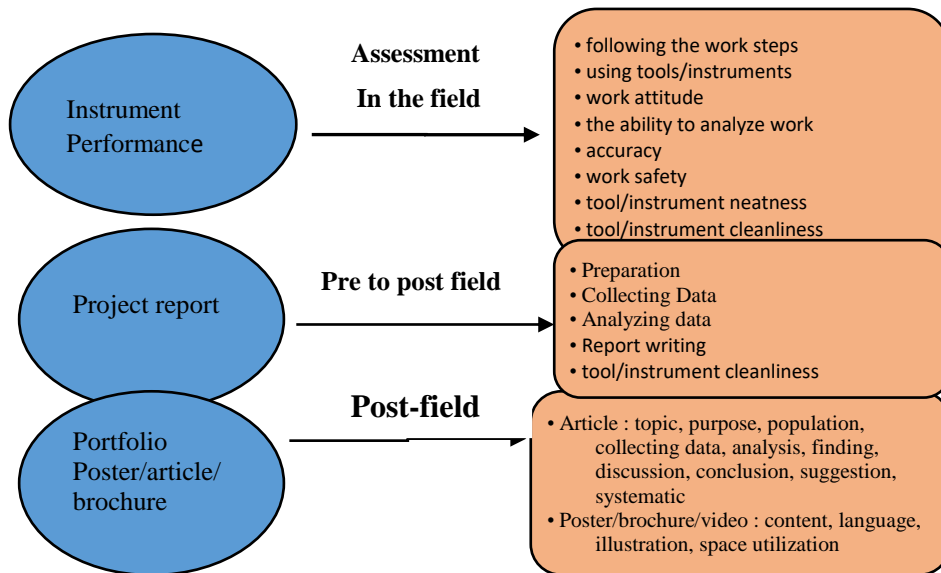 Instrument
Performance
Assessment
In the field
• following the work steps
• using tools/instruments
• work attitude
• the ability to analyze work
• accuracy
• work safety
• tool/instrument neatness
• tool/instrument cleanliness
Project report
Pre to post field
• Preparation
• Collecting Data
• Analyzing data
• Report writing
• tool/instrument cleanliness
Portfolio
Poster/article/
brochure
Post-field
• Article : topic, purpose, population,
collecting data, analysis, finding,
discussion, conclusion, suggestion,
systematic
• Poster/brochure/video : content, language,
illustration, space utilization